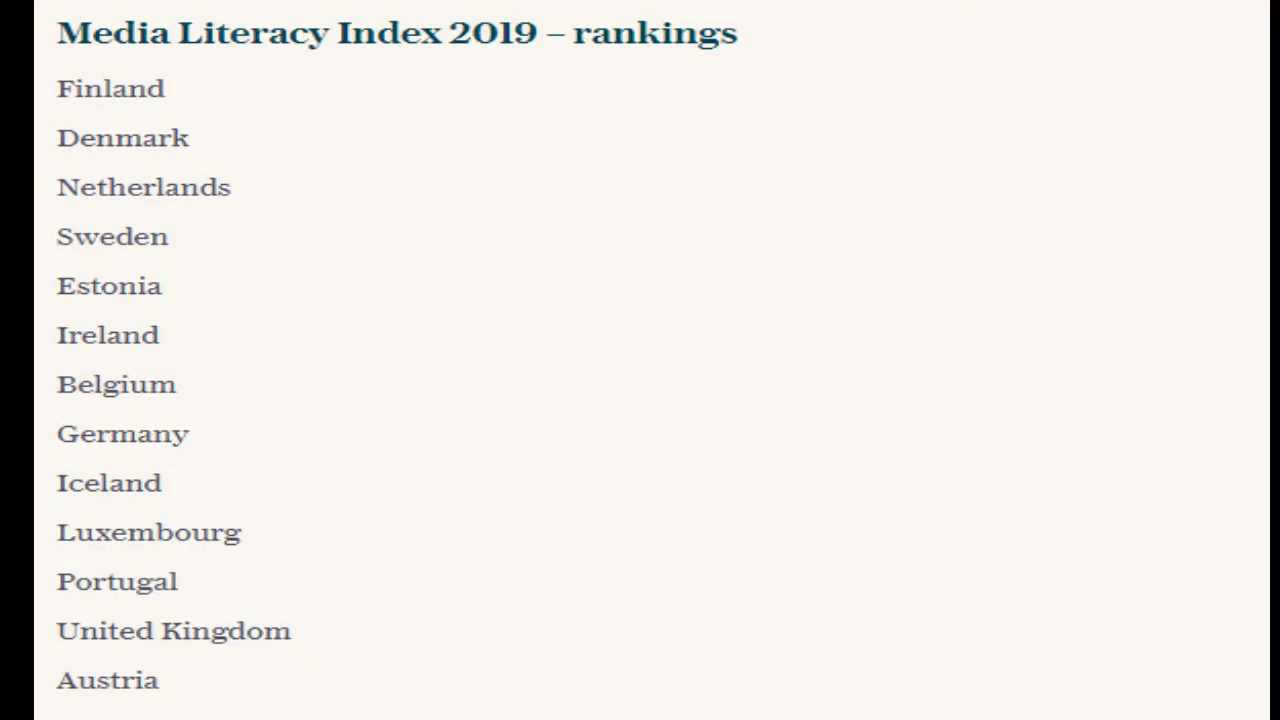 Media Literacy Index 2019 – rankings
Finland
Denmark
Netherlands
Sweden
Estonia
Ireland
Belgium
Germany
Iceland
Luxembourg
Portugal
United Kingdom
Austria